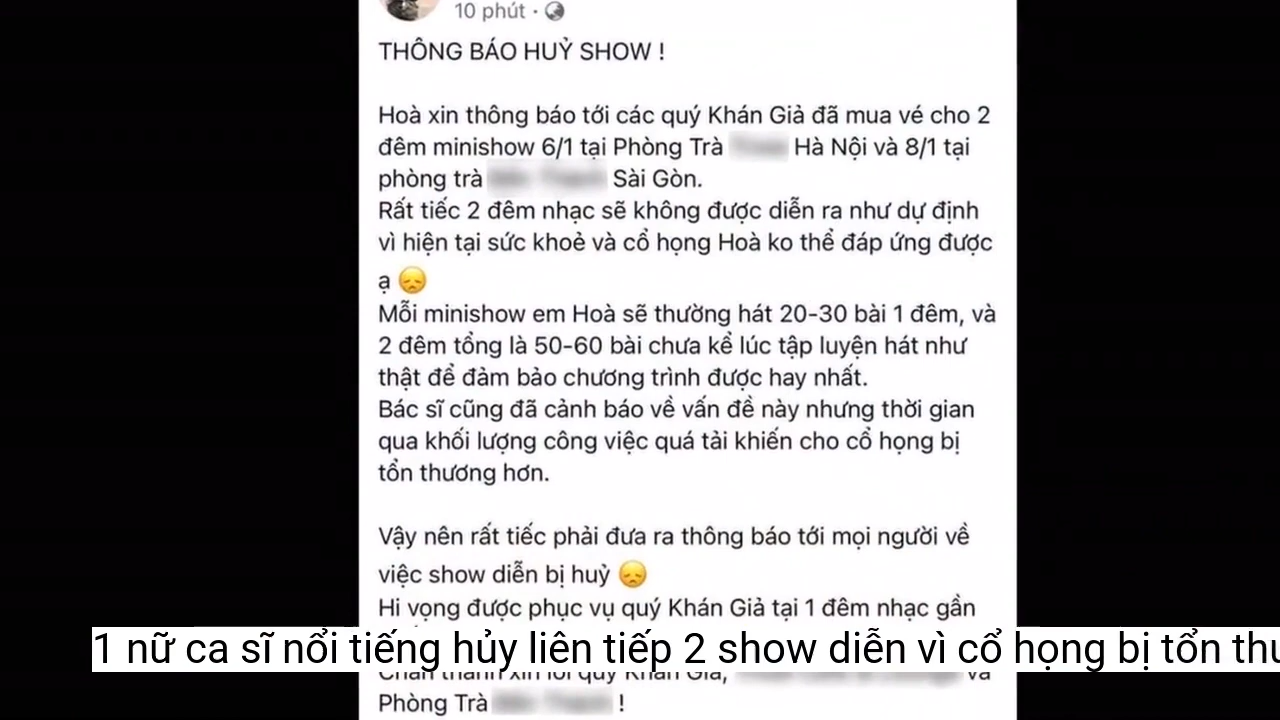 10 phút ·
THÔNG BÁO HUỶ SHOW !
Hoà xin thông báo tới các quý Khán Giả đã mua vé cho 2
đêm minishow 6/1 tại Phòng Trà Hà Nội và 8/1 tại
phòng trà Sài Gòn.
Rất tiếc 2 đêm nhạc sẽ không được diễn ra như dự định
vì hiện tại sức khoẻ và cổ họng Hoà ko thể đáp ứng được
ạ 😞
Mỗi minishow em Hoà sẽ thường hát 20-30 bài 1 đêm, và
2 đêm tổng là 50-60 bài chưa kể lúc tập luyện hát như
thật để đảm bảo chương trình được hay nhất.
Bác sĩ cũng đã cảnh báo về vấn đề này nhưng thời gian
qua khối lượng công việc quá tải khiến cho cổ họng bị
tổn thương hơn.
Vậy nên rất tiếc phải đưa ra thông báo tới mọi người về
việc show diễn bị huỷ 😞
Hi vọng được phục vụ quý Khán Giả tại 1 đêm nhạc gần
1 nữ ca sĩ nổi tiếng hủy liên tiếp 2 show diễn vì cổ họng bị tổn thư
Chân thành xin lỗi quý Khán Giả, và
Phòng Trà !